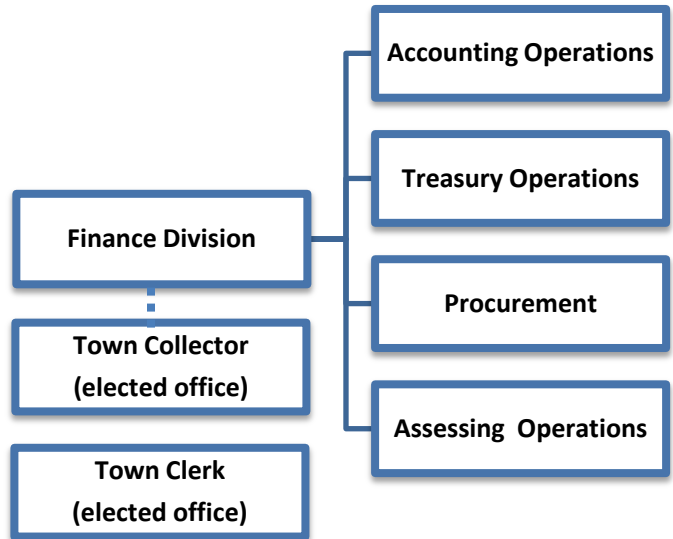 Accounting Operations
Treasury Operations
Finance Division
Procurement
Town Collector
(elected office)
Assessing Operations
Town Clerk
(elected office)